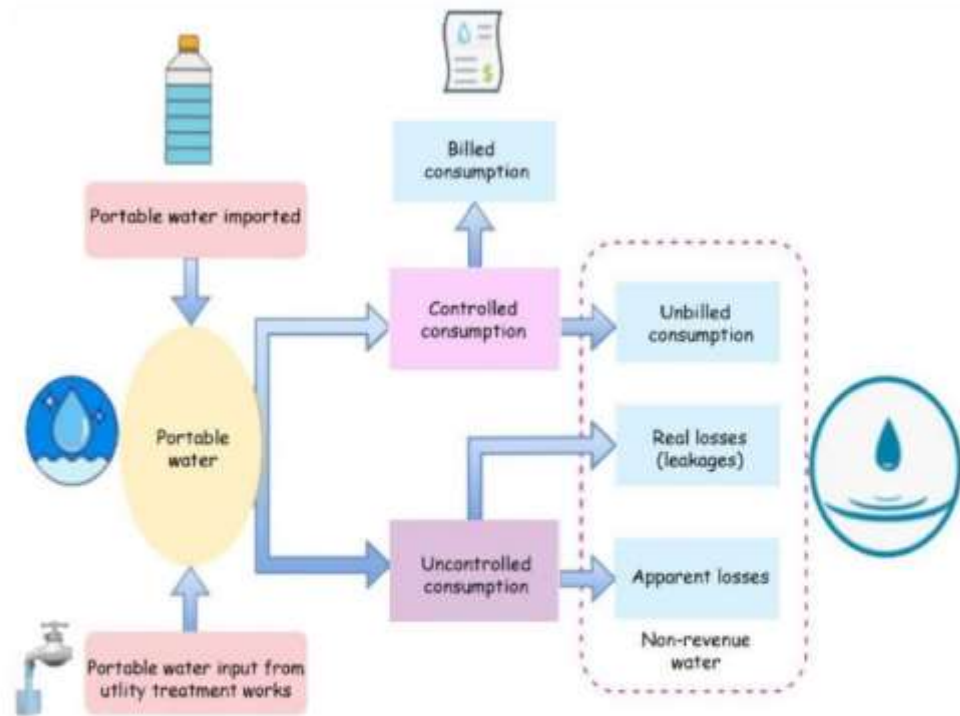 Billed
consumption
Portable water imported
Controlled
consumption
Unbilled
consumption
Portable
water
Real losses
(leakages)
Uncontrolled
consumption
Apparent losses
Non-revenue
water
Portable water input from
utlity treatment works
$